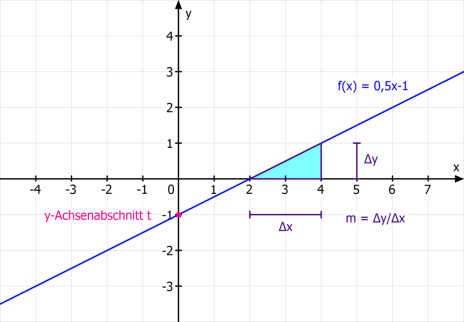 y
4
3
f(x) = 0,5x-1
2
1
Δy
x
-4 -3 -2 -1 0 1 2 3 4 5 6 7
y-Achsenabschnitt t
-1
m = Δy/Δx
Δx
-2
-3